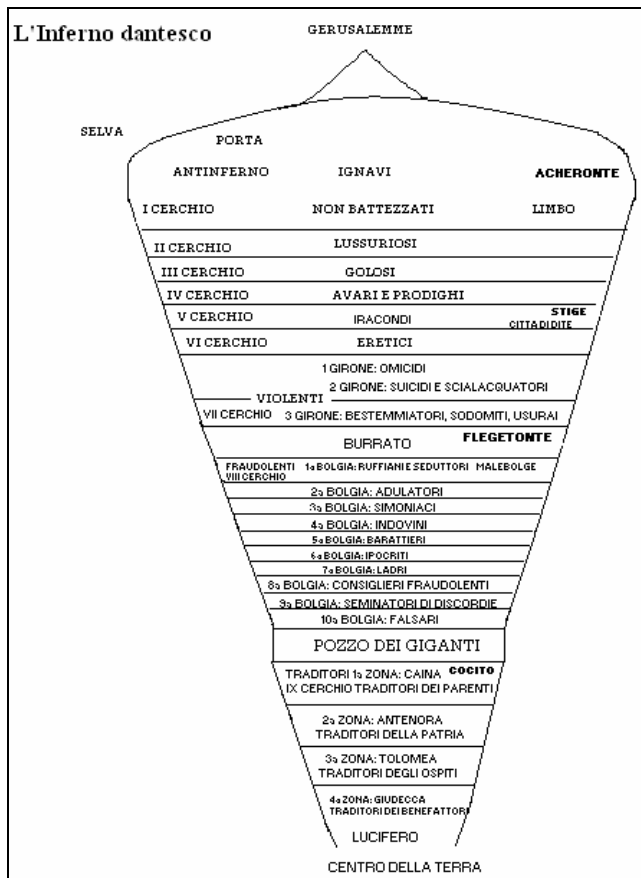 L'Inferno dantesco
GERUSALEMME
SELVA
PORTA
ANTINFERNO IGNAVI ACHERONTE
I CERCHIO NON BATTEZZATI LIMBO
II CERCHIO LUSSURIOSI
III CERCHIO GOLOSI
IV CERCHIO AVARI E PRODIGHI
V CERCHIO IRACONDI STIGE
CITTADIDITE
VI CERCHIO ERETICI
1 GIRONE: OMICIDI
2 GIRONE: SUICIDI E SCIALACQUATORI
VIOLENTI
VII CERCHIO 3 GIRONE: BESTEMMIATORI, SODOMITI, USURAI
BURRATO FLEGETONTE
FRAUDOLENTI 1a BOLGIA: RUFFIANI E SEDUTTORI MALEBOLGE
VIII CERCHIO
2a BOLGIA: ADULATORI
3a BOLGIA: SIMONIACI
4a BOLGIA: INDOVINI
5a BOLGIA: BARATTIERI
6a BOLGIA: IPOCRITI
7a BOLGIA: LADRI
8a BOLGIA: CONSIGLIERI FRAUDOLENTI
9a BOLGIA: SEMINATORI DI DISCORDIE
10a BOLGIA: FALSARI
POZZO DEI GIGANTI
TRADITORI 1a ZONA: CAINA COCITO
IX CERCHIO TRADITORI DEI PARENTI
2a ZONA: ANTENORA
TRADITORI DELLA PATRIA
3a ZONA: TOLOMEA
TRADITORI DEGLI OSPITI
4a ZONA: GIUDECCA
TRADITORI DEI BENEFATTORI
LUCIFERO
CENTRO DELLA TERRA